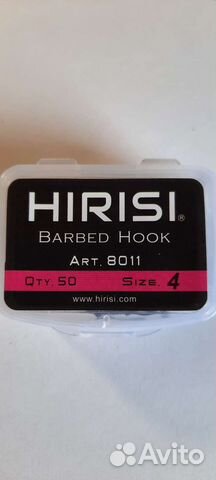 HIRISI®
BARBED HOOK
ART. 8011
QTY. 50 SIZE. 4
www.hirisi.com
Avito